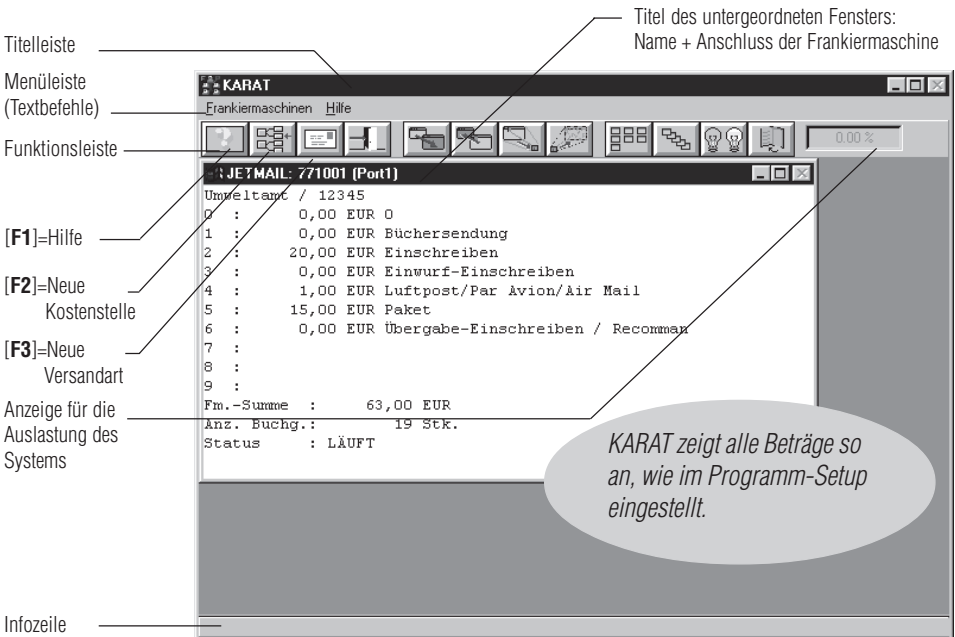 Titel des untergeordneten Fensters:
Name + Anschluss der Frankiermaschine
Titelleiste
Menüleiste
(Textbefehle)
Funktionsleiste
[F1]=Hilfe
[F2]=Neue
Kostenstelle
[F3]=Neue
Versandart
Anzeige für die
Auslastung des
Systems
Infozeile
KARAT
Frankiermaschinen Hilfe
0.00 %
JETMAIL: 771001 (Port1)
Umweltamt / 12345
0 : 0,00 EUR 0
1 : 0,00 EUR Büchersendung
2 : 20,00 EUR Einschreiben
3 : 0,00 EUR Einwurf-Einschreiben
4 : 1,00 EUR Luftpost/Par Avion/Air Mail
5 : 15,00 EUR Paket
6 : 0,00 EUR Übergabe-Einschreiben / Recomman
7 :
8 :
9 :
Fm.-Summe : 63,00 EUR
Anz. Buchg.: 19 Stk.
Status : LÄUFT
KARAT zeigt alle Beträge so
an, wie im Programm-Setup
eingestellt.